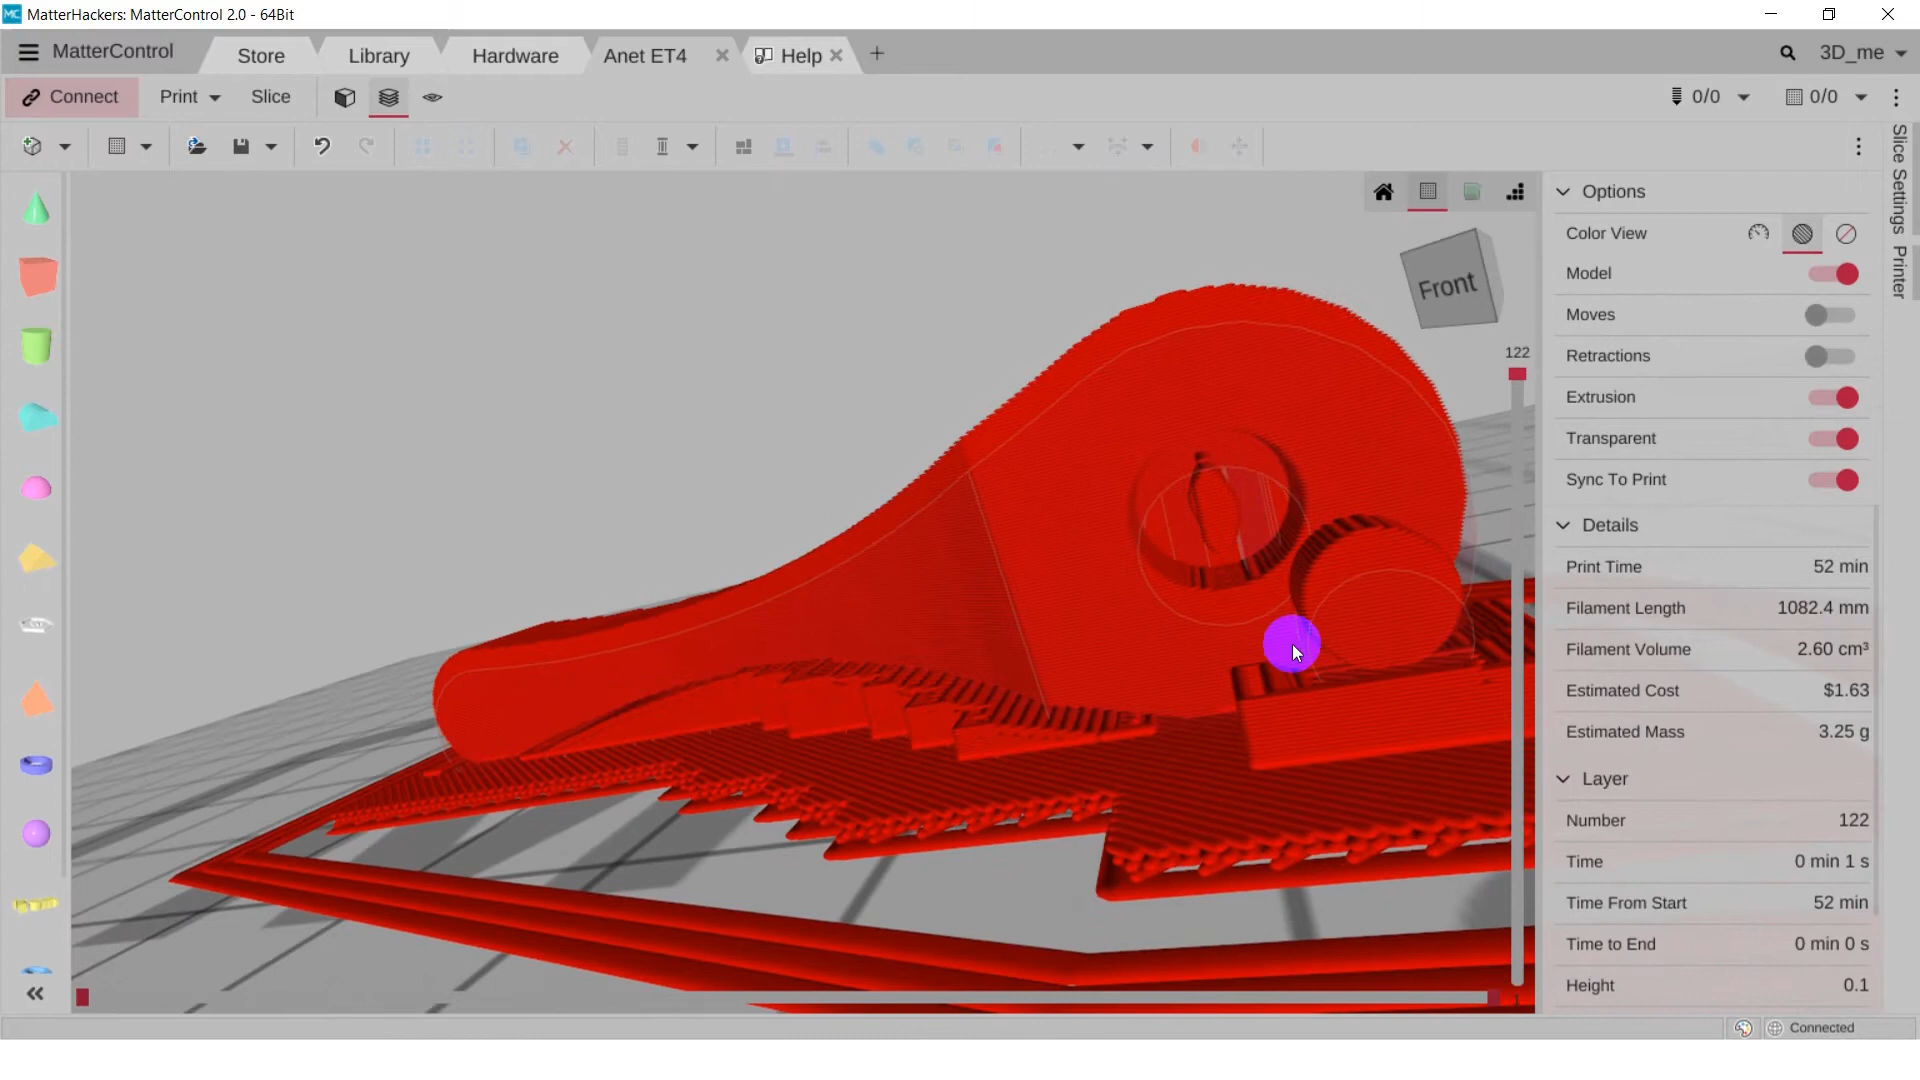 MatterHackers: MatterControl 2.0 - 64Bit
MatterControl
Store
Library
Hardware
Anet ET4
Help
3D_me
Connect
Print
Slice
0/0
0/0
Slice Settings
Printer
Front
122
1
Options
Color View
Model
Moves
Retractions
Extrusion
Transparent
Sync To Print
Details
Print Time 52 min
Filament Length 1082.4 mm
Filament Volume 2.60 cm³
Estimated Cost $1.63
Estimated Mass 3.25 g
Layer
Number 122
Time 0 min 1 s
Time From Start 52 min
Time to End 0 min 0 s
Height 0.1
Connected